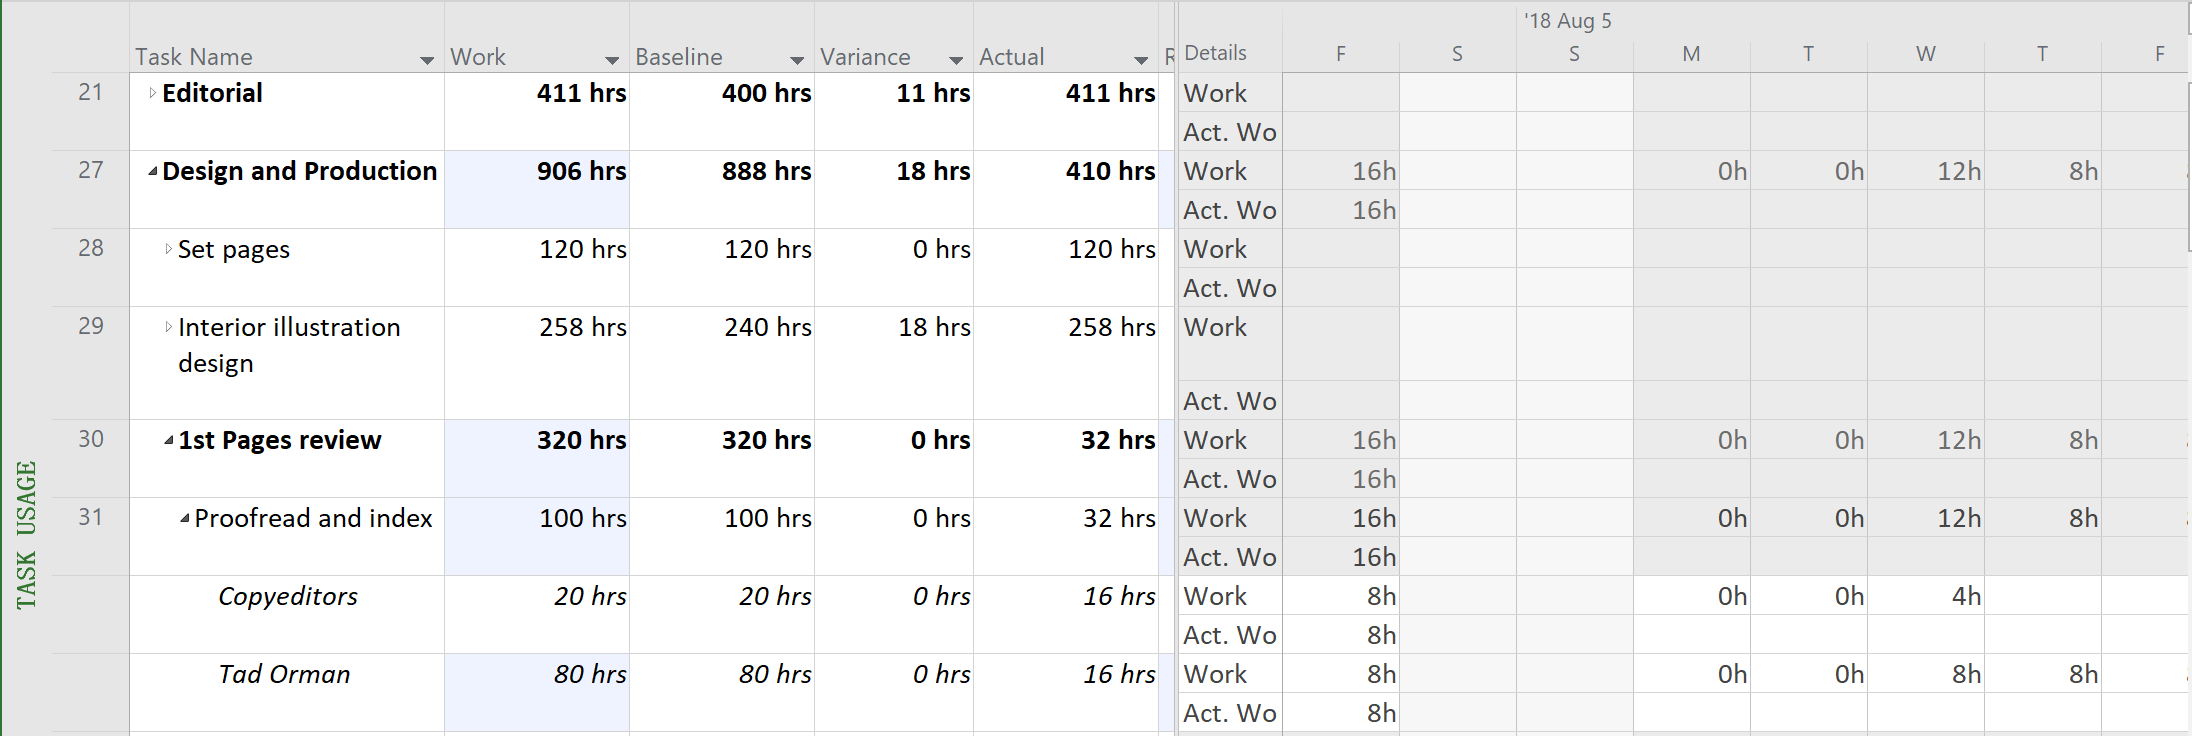 '18 Aug 5
Task Name Work Baseline Variance Actual R Details F S S M T W T F
21 Editorial 411 hrs 400 hrs 11 hrs 411 hrs Work
Act. Wo
27 Design and Production 906 hrs 888 hrs 18 hrs 410 hrs Work 16h 0h 0h 12h 8h
Act. Wo 16h
28 Set pages 120 hrs 120 hrs 0 hrs 120 hrs Work
Act. Wo
29 Interior illustration 258 hrs 240 hrs 18 hrs 258 hrs Work
design
Act. Wo
30 1st Pages review 320 hrs 320 hrs 0 hrs 32 hrs Work 16h 0h 0h 12h 8h
Act. Wo 16h
31 Proofread and index 100 hrs 100 hrs 0 hrs 32 hrs Work 16h 0h 0h 12h 8h
Act. Wo 16h
Copyeditors 20 hrs 20 hrs 0 hrs 16 hrs Work 8h 0h 0h 4h
Act. Wo 8h
Tad Orman 80 hrs 80 hrs 0 hrs 16 hrs Work 8h 0h 0h 8h 8h
Act. Wo 8h
TASK USAGE